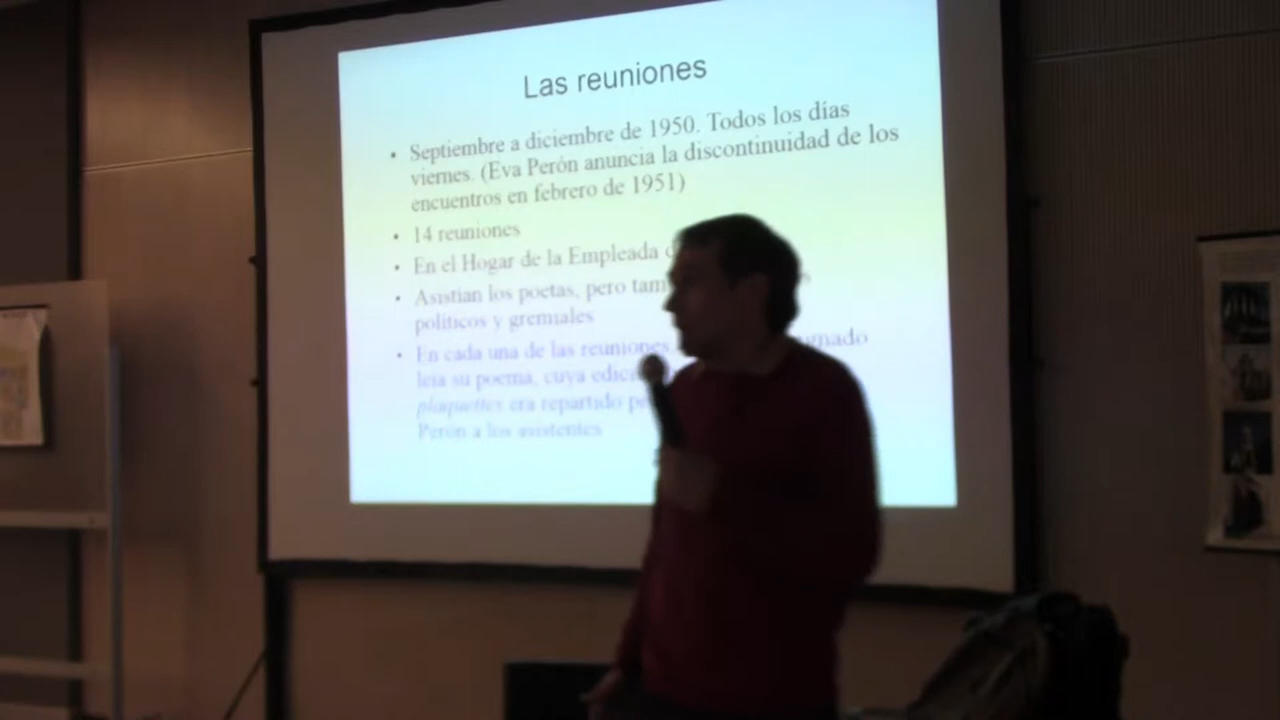 Las reuniones
• Septiembre a diciembre de 1950. Todos los días
viernes. (Eva Perón anuncia la discontinuidad de los
encuentros en febrero de 1951)
• 14 reuniones
• En el Hogar de la Empleada
• Asistían los poetas, pero
políticos y gremiales
• En cada una de las reuniones
leía su poema, cuya
plaquettes era repartido
Perón a los asistentes